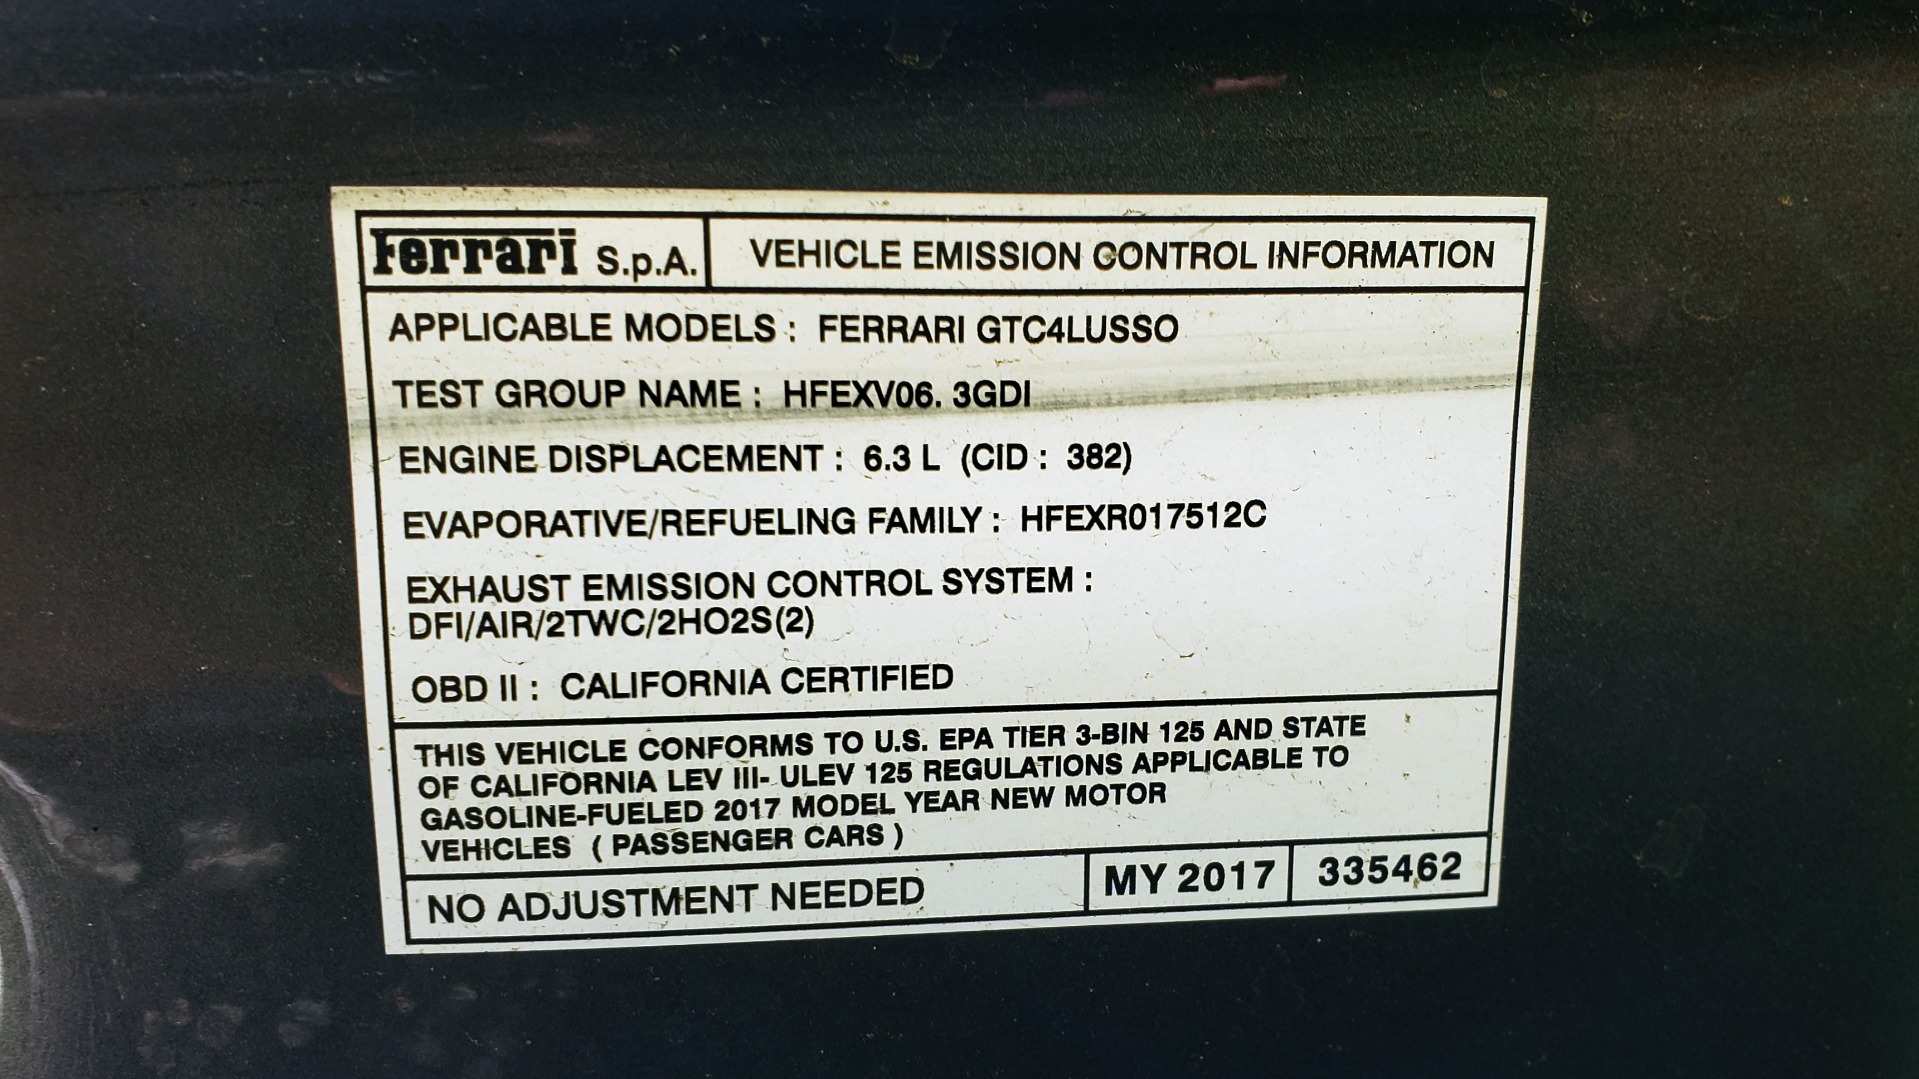 Ferrari S.p.A. VEHICLE EMISSION CONTROL INFORMATION
APPLICABLE MODELS : FERRARI GTC4LUSSO
TEST GROUP NAME : HFEXV06. 3GDI
ENGINE DISPLACEMENT : 6.3 L (CID : 382)
EVAPORATIVE/REFUELING FAMILY : HFEXR017512C
EXHAUST EMISSION CONTROL SYSTEM :
DFI/AIR/2TWC/2HO2S(2)
OBD II : CALIFORNIA CERTIFIED
THIS VEHICLE CONFORMS TO U.S. EPA TIER 3-BIN 125 AND STATE
OF CALIFORNIA LEV III- ULEV 125 REGULATIONS APPLICABLE TO
GASOLINE-FUELED 2017 MODEL YEAR NEW MOTOR
VEHICLES ( PASSENGER CARS )
NO ADJUSTMENT NEEDED MY 2017 335462